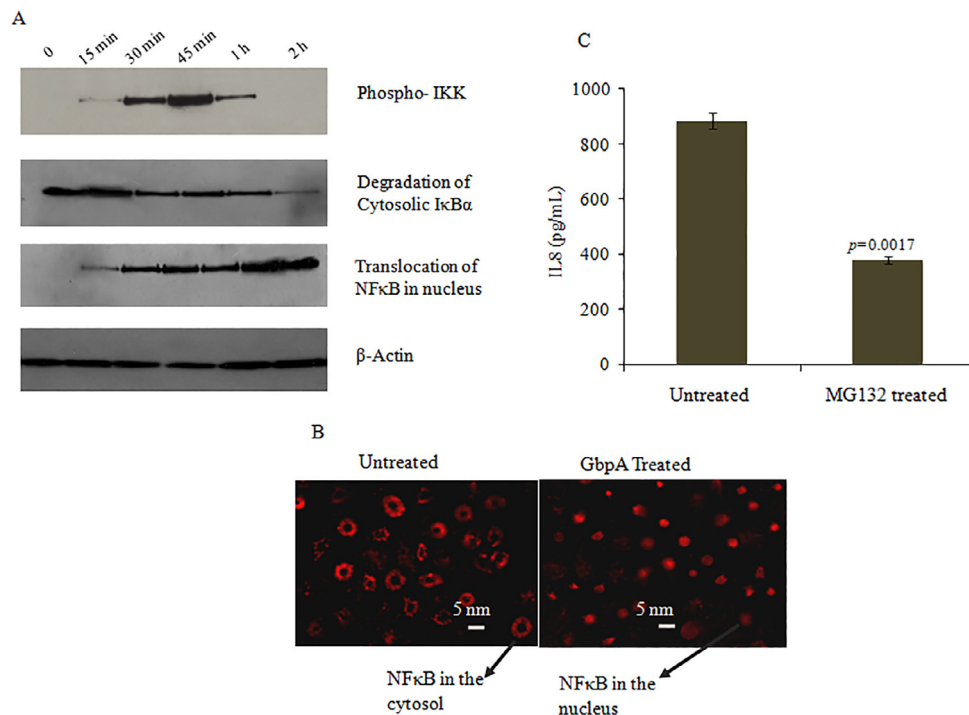 A
0
15 min
30 min
45 min
1 h
2 h
Phospho- IKK
Degradation of
Cytosolic IκBα
Translocation of
NFκB in nucleus
β-Actin
C
IL8 (pg/mL)
1000
800
600
400
200
0
p=0.0017
Untreated
MG132 treated
B
Untreated
GbpA Treated
5 nm
5 nm
NFκB in the
cytosol
NFκB in the
nucleus